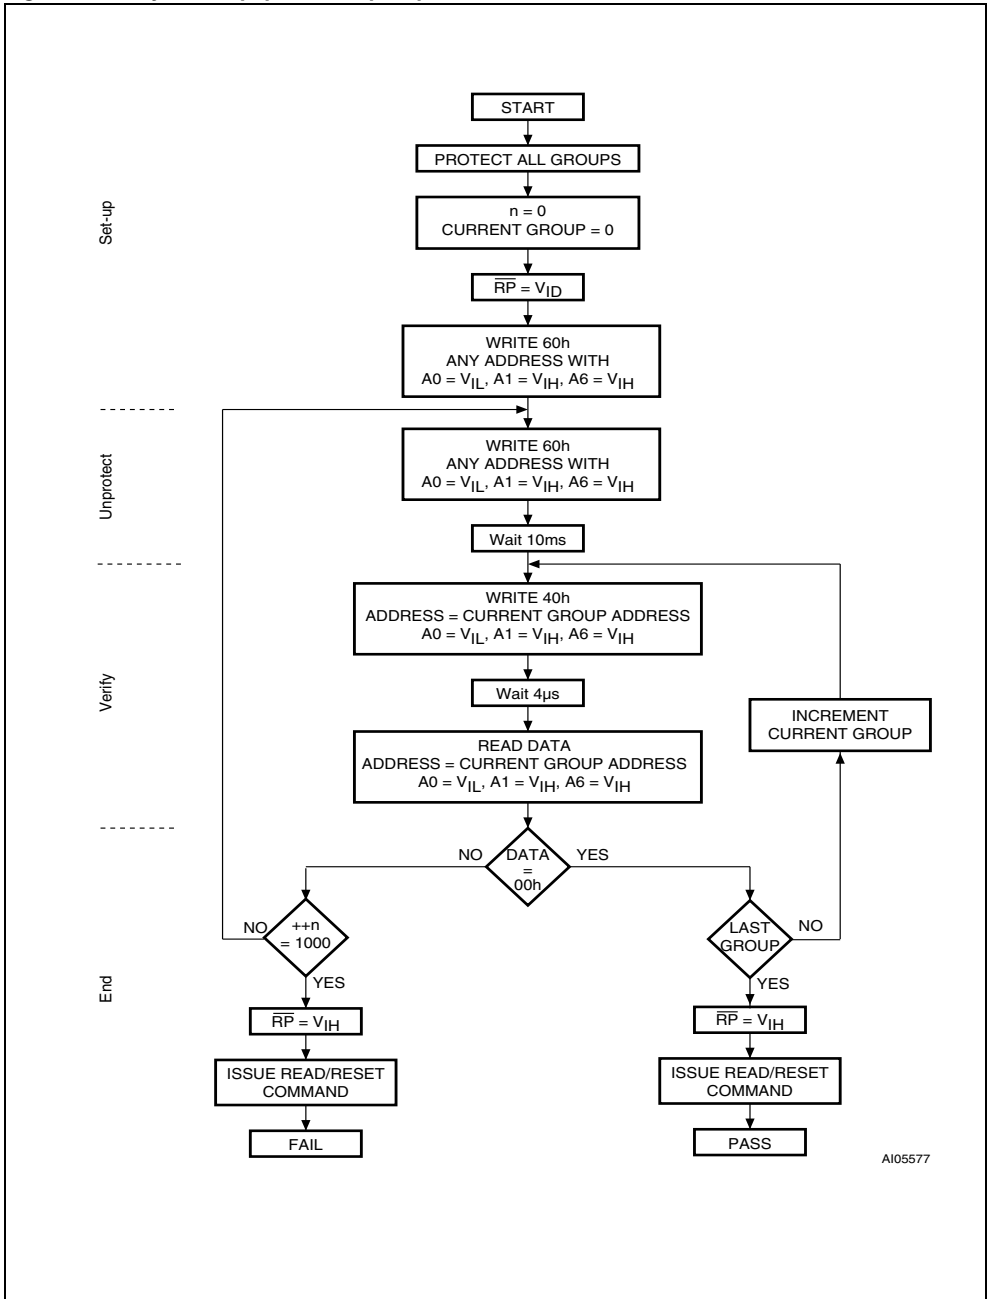 START
PROTECT ALL GROUPS
n = 0
CURRENT GROUP = 0
R̅P̅ = VID
WRITE 60h
ANY ADDRESS WITH
A0 = VIL, A1 = VIH, A6 = VIH
Set-up
WRITE 60h
ANY ADDRESS WITH
A0 = VIL, A1 = VIH, A6 = VIH
Wait 10ms
Unprotect
WRITE 40h
ADDRESS = CURRENT GROUP ADDRESS
A0 = VIL, A1 = VIH, A6 = VIH
Wait 4µs
READ DATA
ADDRESS = CURRENT GROUP ADDRESS
A0 = VIL, A1 = VIH, A6 = VIH
Verify
INCREMENT
CURRENT GROUP
DATA
=
00h
NO
YES
++n
= 1000
NO
YES
LAST
GROUP
NO
YES
End
R̅P̅ = VIH
ISSUE READ/RESET
COMMAND
FAIL
R̅P̅ = VIH
ISSUE READ/RESET
COMMAND
PASS
AI05577